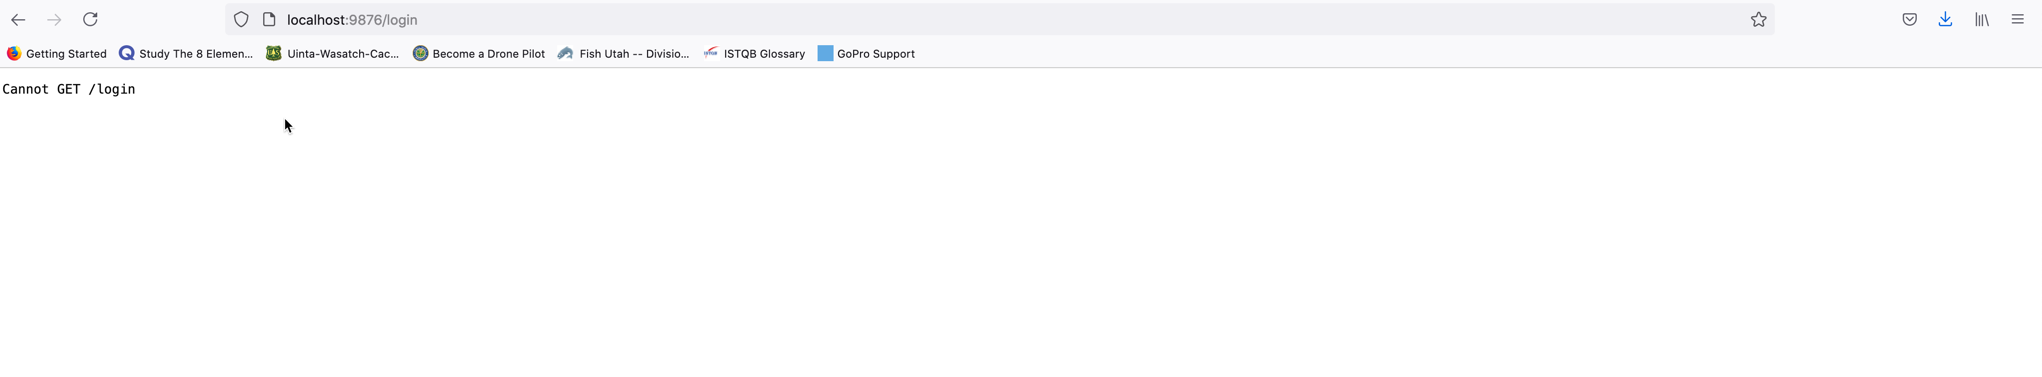 localhost:9876/login
Getting Started Study The 8 Elemen... Uinta-Wasatch-Cac... Become a Drone Pilot Fish Utah -- Divisio... ISTQB Glossary GoPro Support
Cannot GET /login